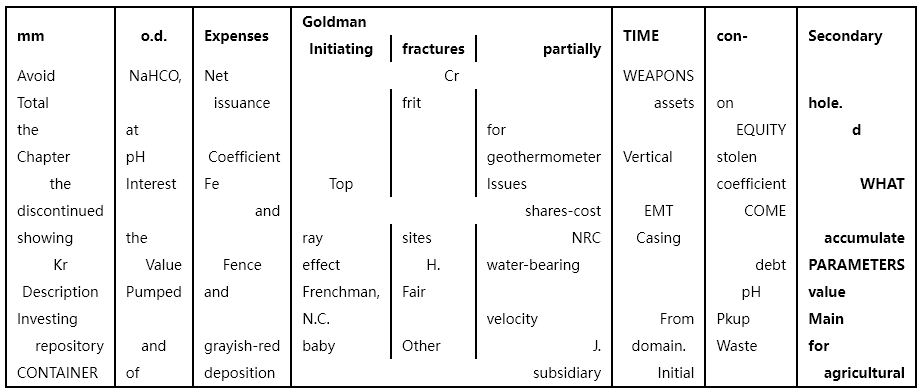 Goldman
mm o.d. Expenses TIME con- Secondary
Initiating fractures partially
Avoid NaHCO, Net Cr WEAPONS
Total issuance frit assets on hole.
the at for EQUITY d
Chapter pH Coefficient geothermometer Vertical stolen
the Interest Fe Top Issues coefficient WHAT
discontinued and shares-cost EMT COME
showing the ray sites NRC Casing accumulate
Kr Value Fence effect H. water-bearing debt PARAMETERS
Description Pumped and Frenchman, Fair pH value
Investing N.C. velocity From Pkup Main
repository and grayish-red baby Other J. domain. Waste for
CONTAINER of deposition subsidiary Initial agricultural